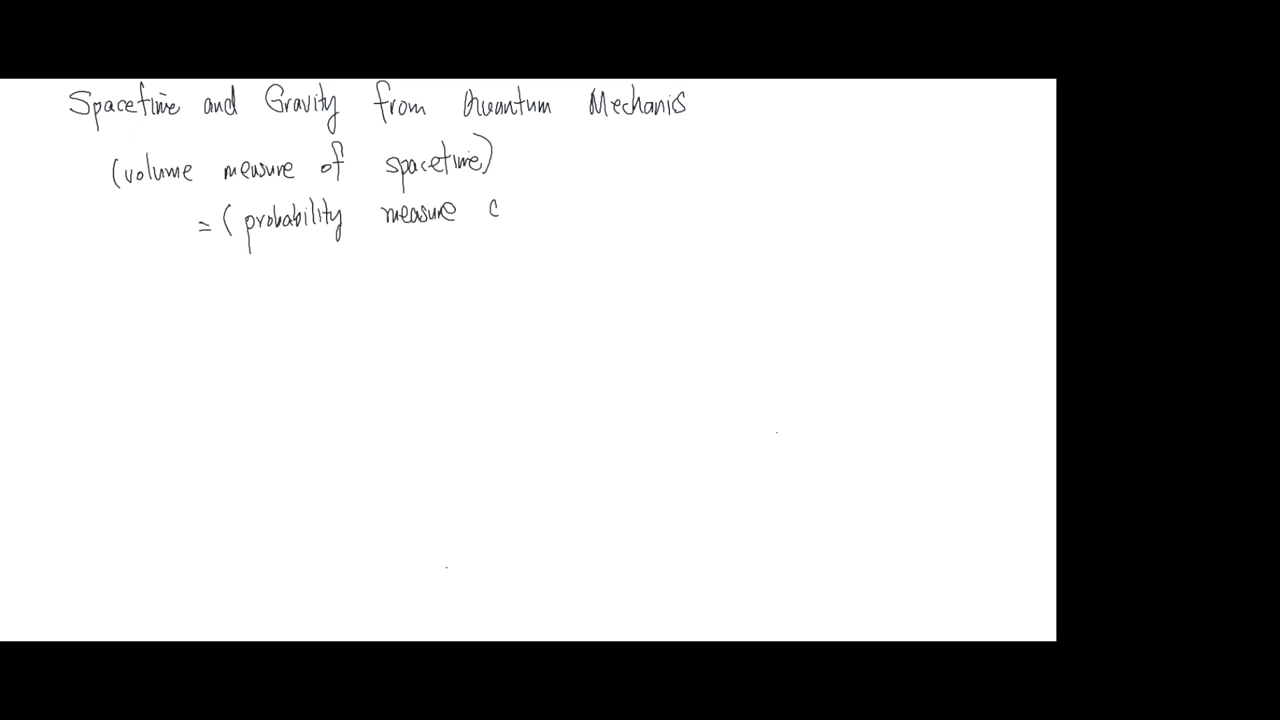 Spacetime and Gravity from Quantum Mechanics
(volume measure of spacetime)
= (probability measure